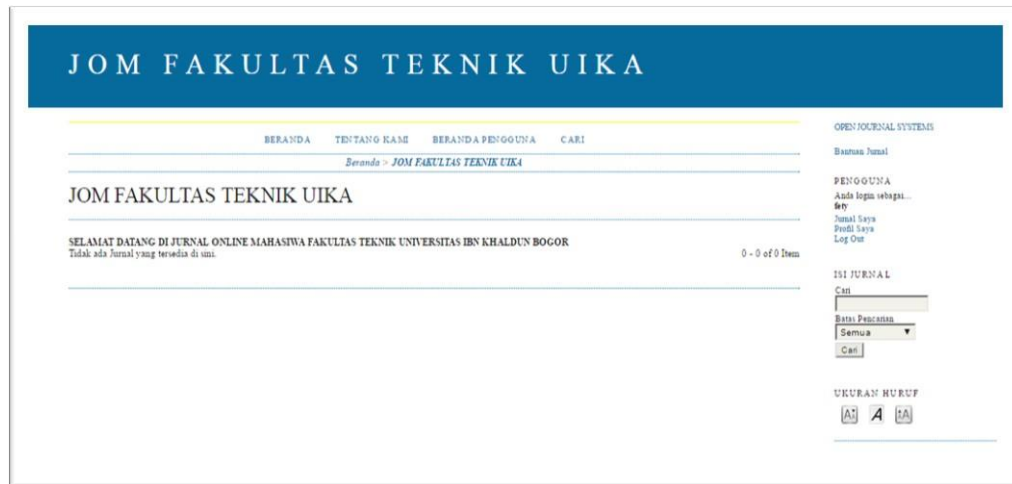 JOM FAKULTAS TEKNIK UIKA
BERANDA TENTANG KAMI BERANDA PENGGUNA CARI
Beranda > JOM FAKULTAS TEKNIK UIKA
JOM FAKULTAS TEKNIK UIKA
SELAMAT DATANG DI JURNAL ONLINE MAHASIWA FAKULTAS TEKNIK UNIVERSITAS IBN KHALDUN BOGOR
Tidak ada Jurnal yang tersedia di sini.
0 - 0 of 0 Item
OPEN JOURNAL SYSTEMS
Bantuan Jurnal
PENGGUNA
Anda login sebagai...
fety
Jurnal Saya
Profil Saya
Log Out
ISI JURNAL
Cari
Batas Pencarian
Semua
Cari
UKURAN HURUF
A A A